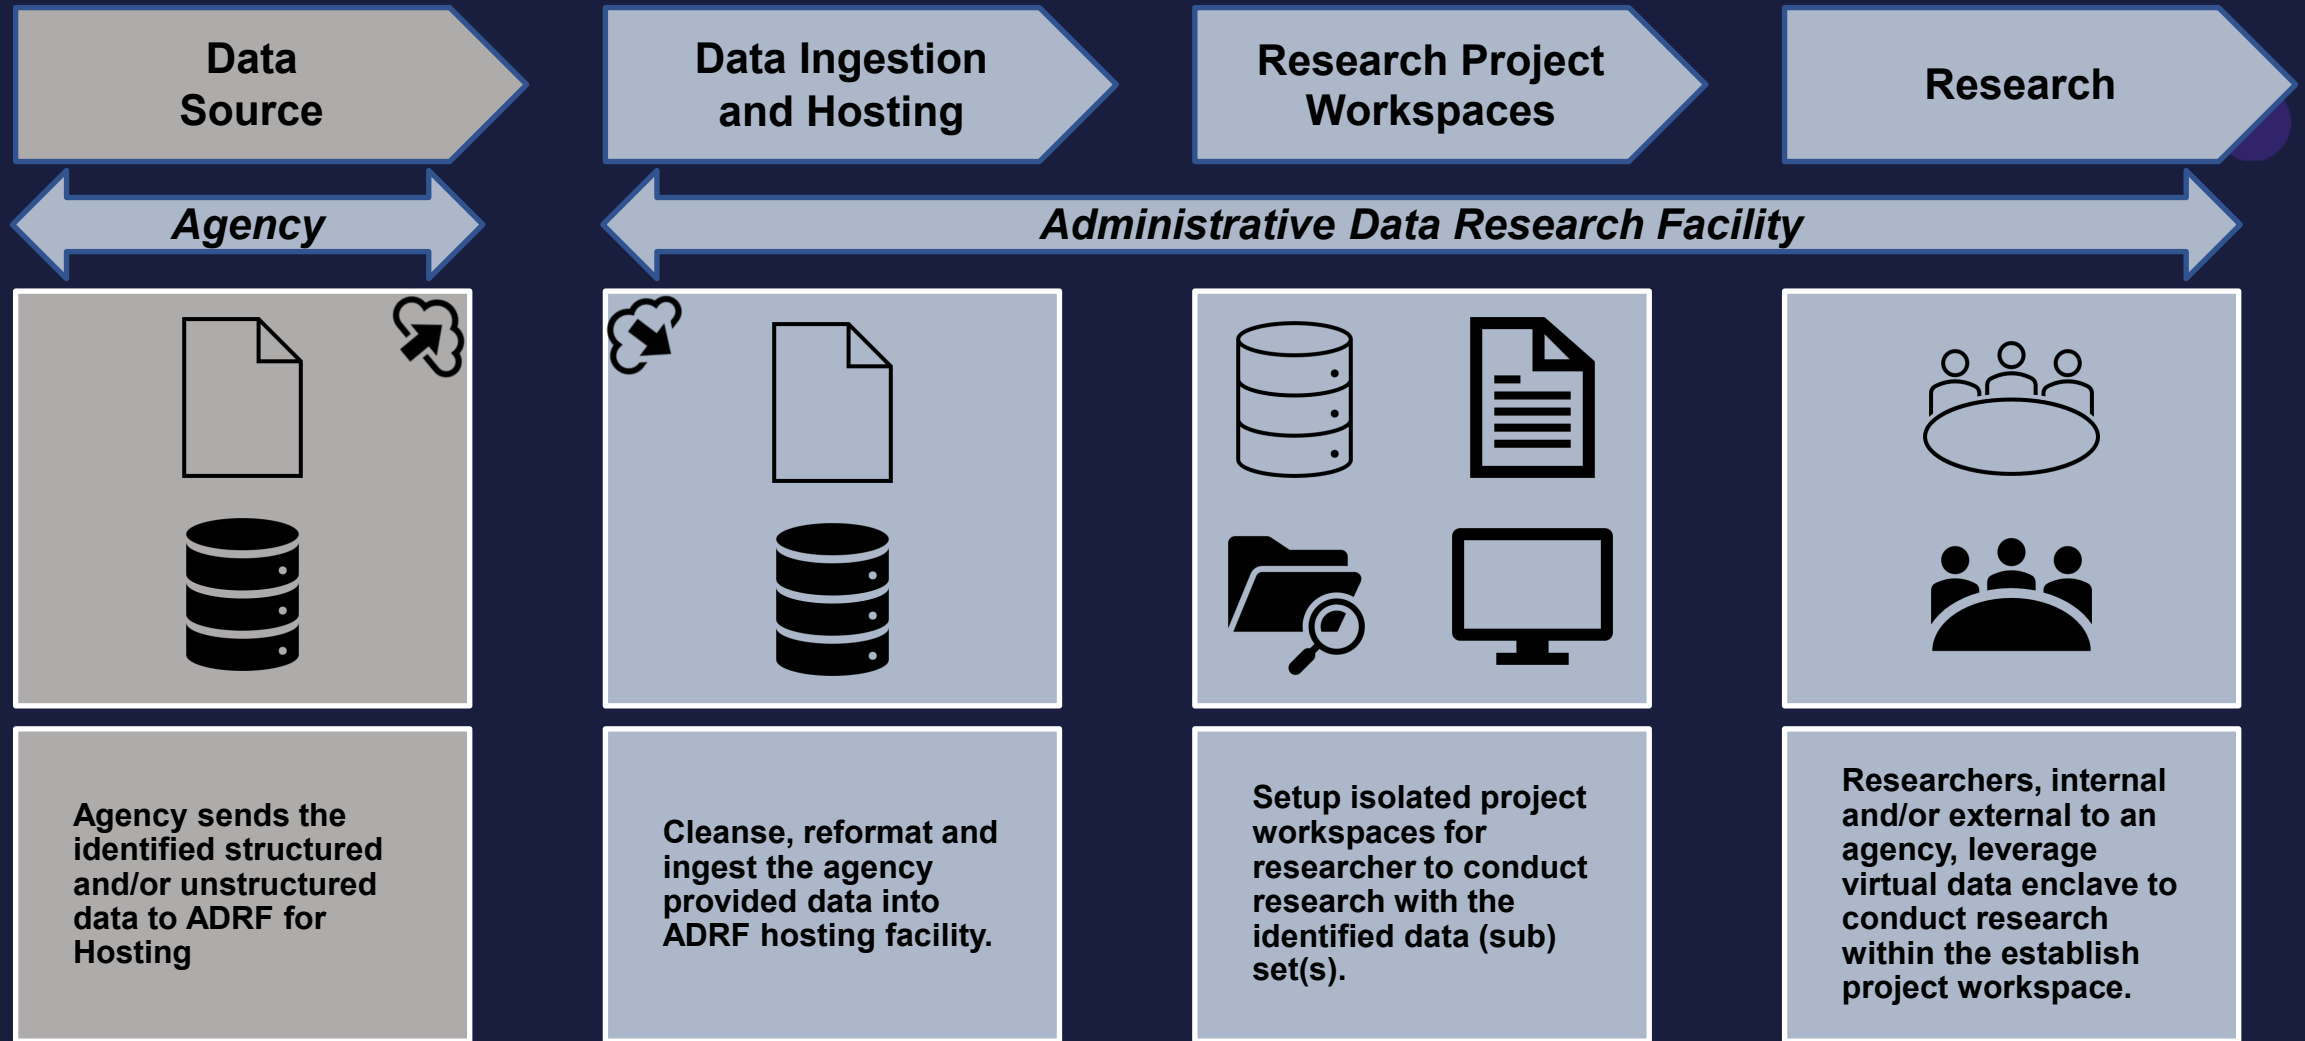 Data
Source
Data Ingestion
and Hosting
Research Project
Workspaces
Research
Agency
Administrative Data Research Facility
Agency sends the
identified structured
and/or unstructured
data to ADRF for
Hosting
Cleanse, reformat and
ingest the agency
provided data into
ADRF hosting facility.
Setup isolated project
workspaces for
researcher to conduct
research with the
identified data (sub)
set(s).
Researchers, internal
and/or external to an
agency, leverage
virtual data enclave to
conduct research
within the establish
project workspace.